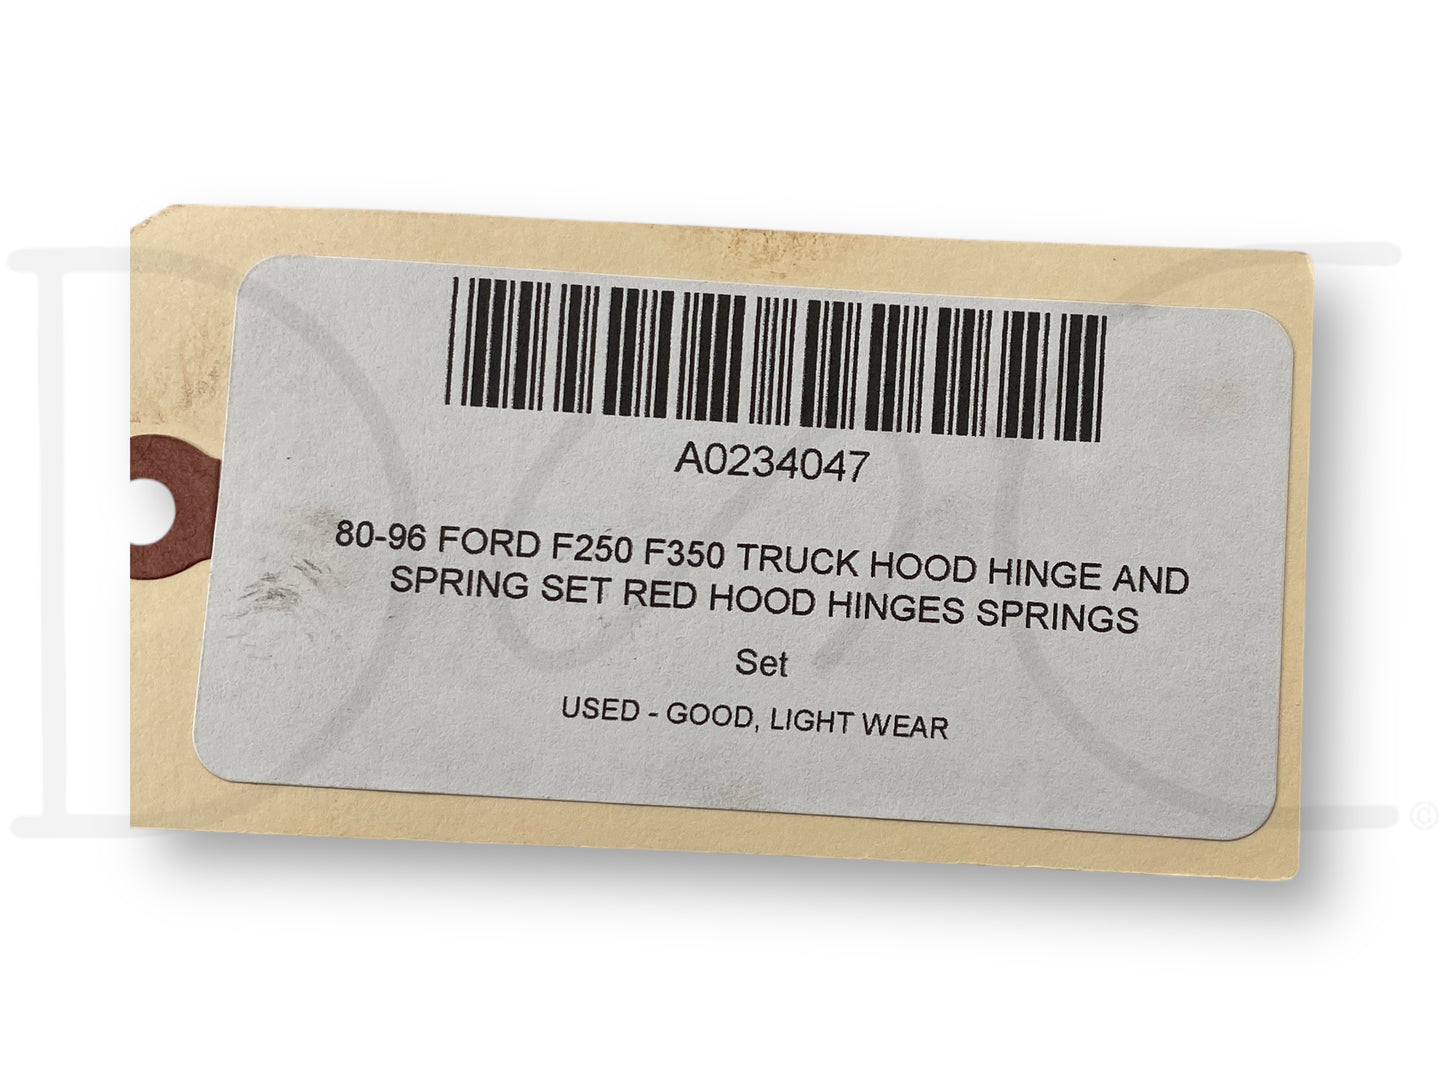 A0234047
80-96 FORD F250 F350 TRUCK HOOD HINGE AND
SPRING SET RED HOOD HINGES SPRINGS
Set
USED - GOOD, LIGHT WEAR
©